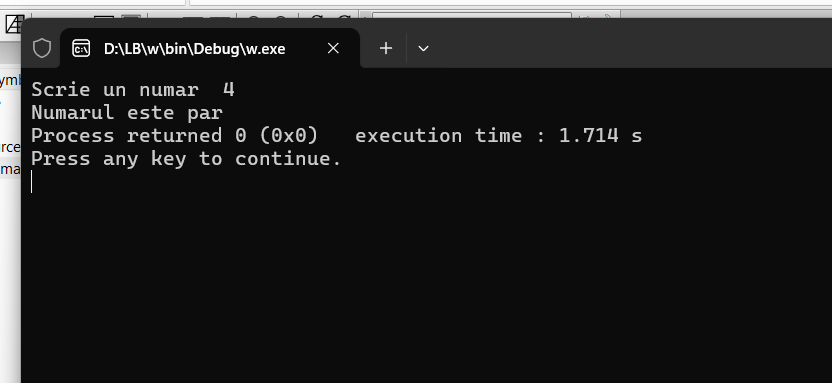 D:\LB\w\bin\Debug\w.exe
Scrie un numar  4
Numarul este par
Process returned 0 (0x0)   execution time : 1.714 s
Press any key to continue.